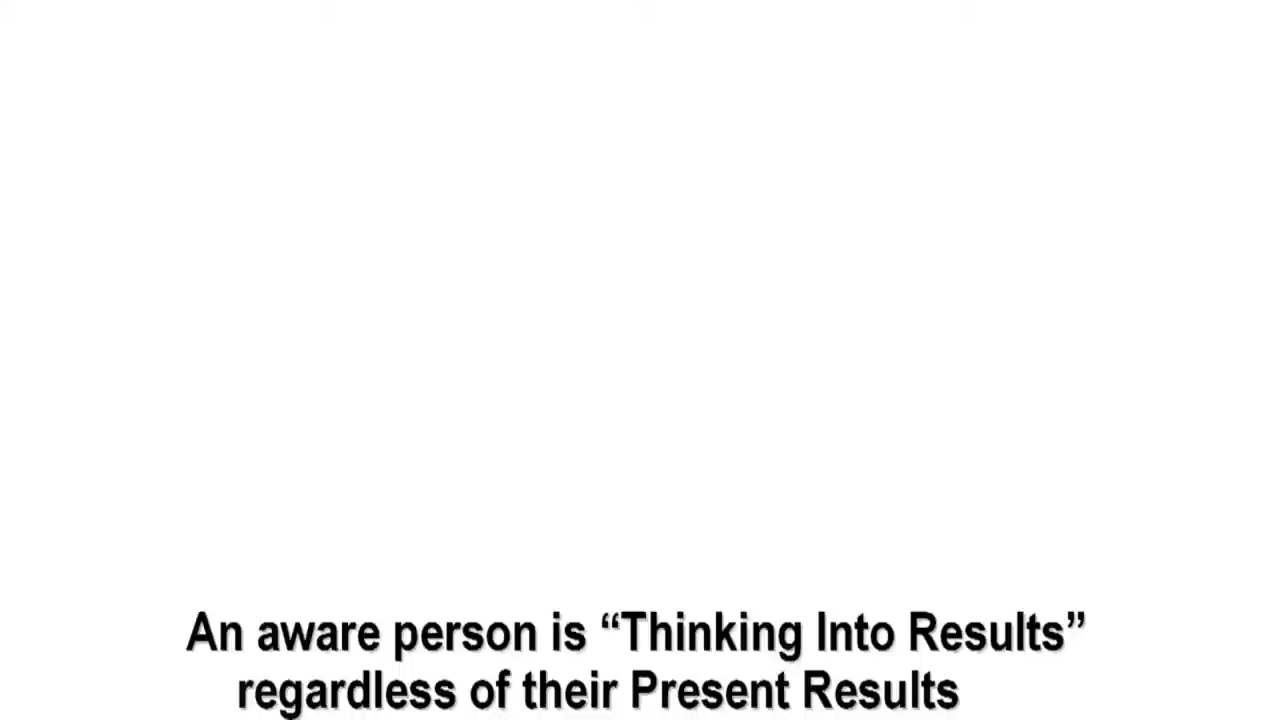 An aware person is “Thinking Into Results”
regardless of their Present Results